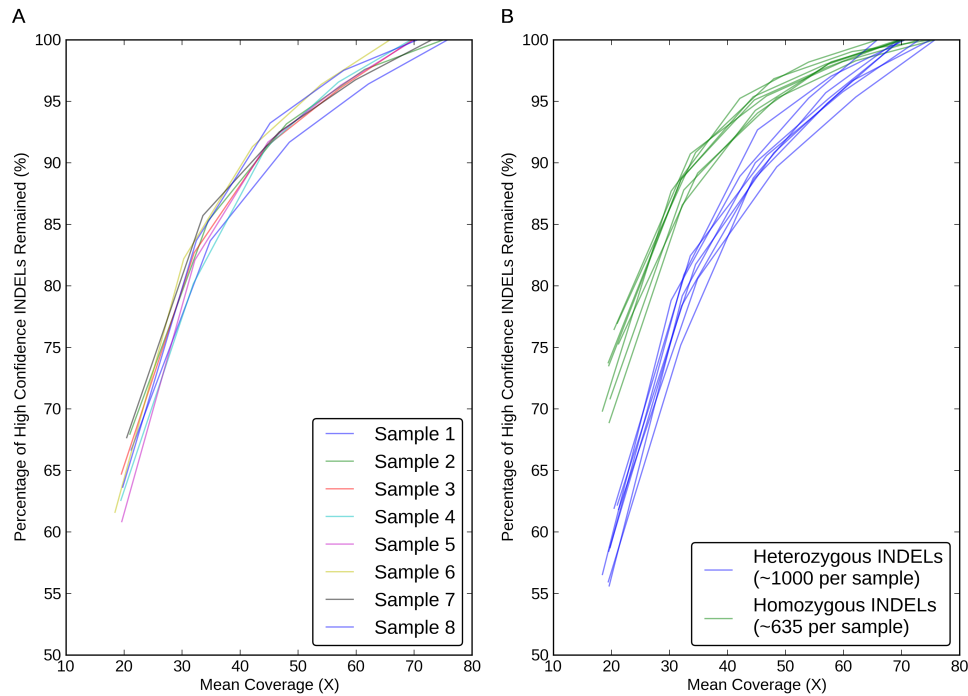 A
100
95
90
85
80
75
70
65
60
55
50
10
20
30
40
50
60
70
80
Percentage of High Confidence INDELs Remained (%)
Mean Coverage (X)
Sample 1
Sample 2
Sample 3
Sample 4
Sample 5
Sample 6
Sample 7
Sample 8
B
100
95
90
85
80
75
70
65
60
55
50
10
20
30
40
50
60
70
80
Percentage of High Confidence INDELs Remained (%)
Mean Coverage (X)
Heterozygous INDELs
(~1000 per sample)
Homozygous INDELs
(~635 per sample)